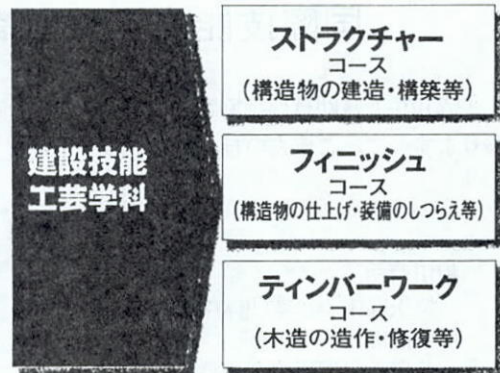 建設技能
工芸学科
ストラクチャー
コース
(構造物の建造・構築等)
フィニッシュ
コース
(構造物の仕上げ・装備のしつらえ等)
ティンバーワーク
コース
(木造の造作・修復等)